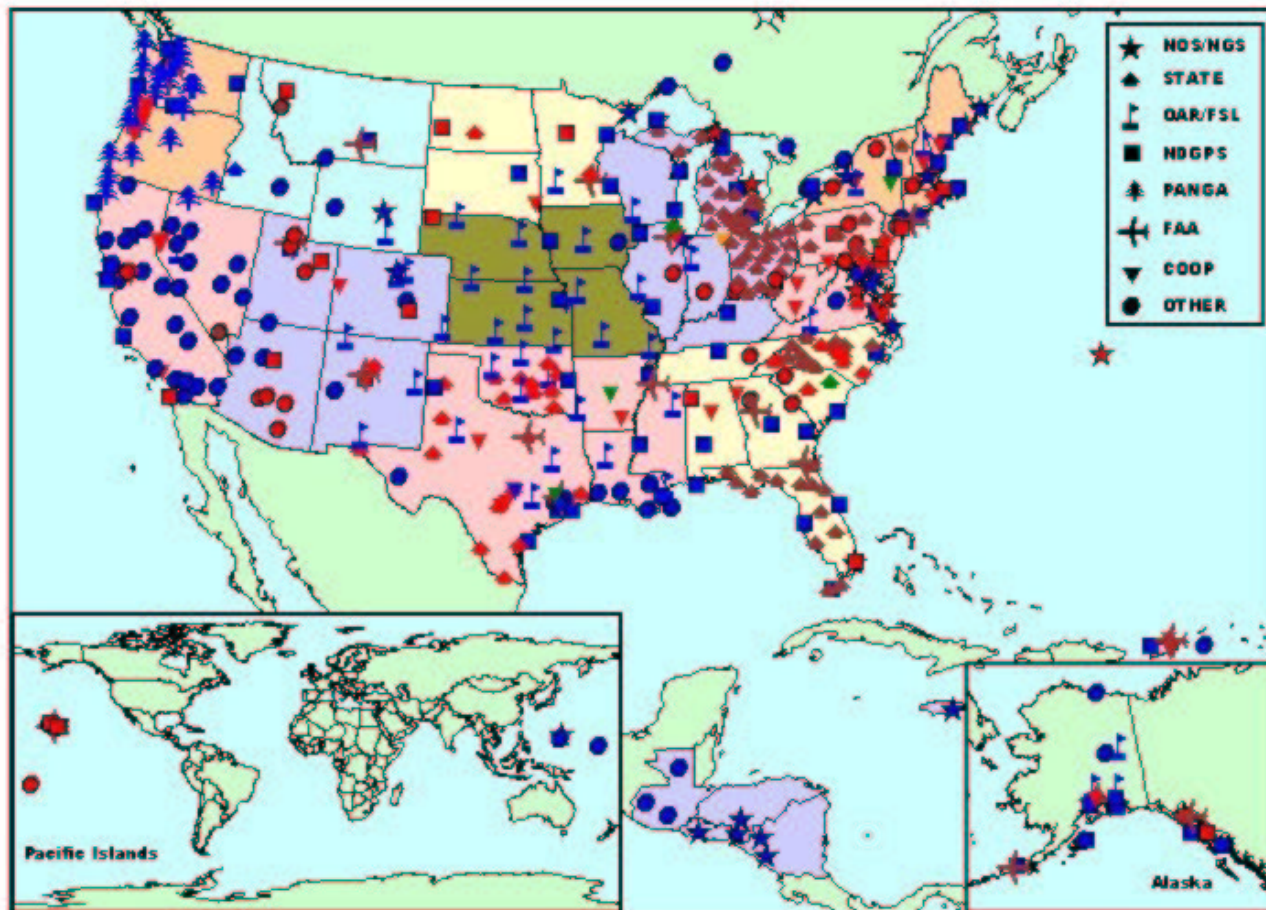 NOS/NGS
STATE
OAR/FSL
NDGPS
PANGA
FAA
COOP
OTHER
Pacific Islands
Alaska